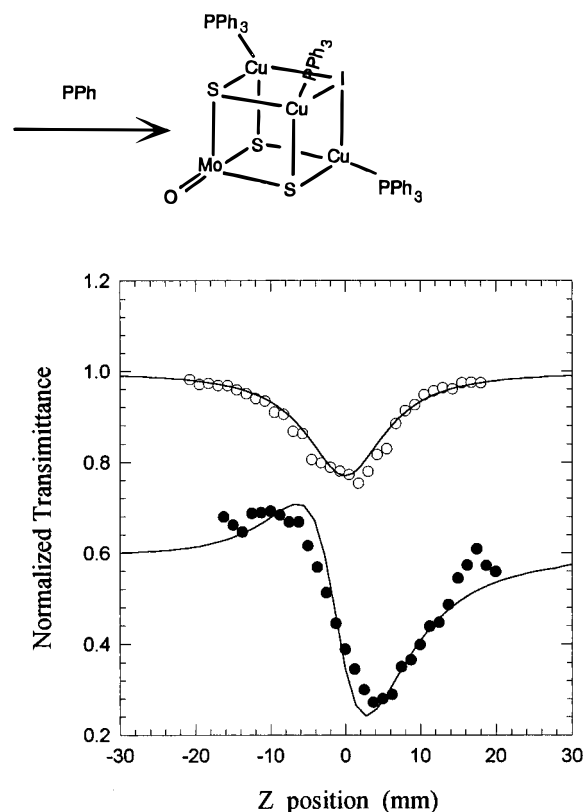 PPh3
PPh3
PPh
Cu
I
S
Cu
Mo
S
Cu
O
S
PPh3
1.2
1.0
0.8
0.6
0.4
0.2
-30
-20
-10
0
10
20
30
Normalized Transimittance
Z position (mm)